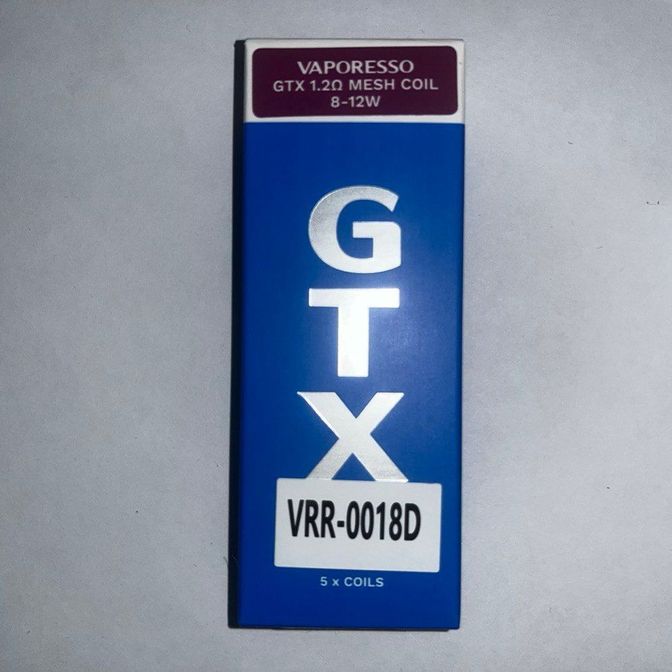 VAPORESSO
GTX 1.2Ω MESH COIL
8-12W
G
T
X
VRR-0018D
5 x COILS